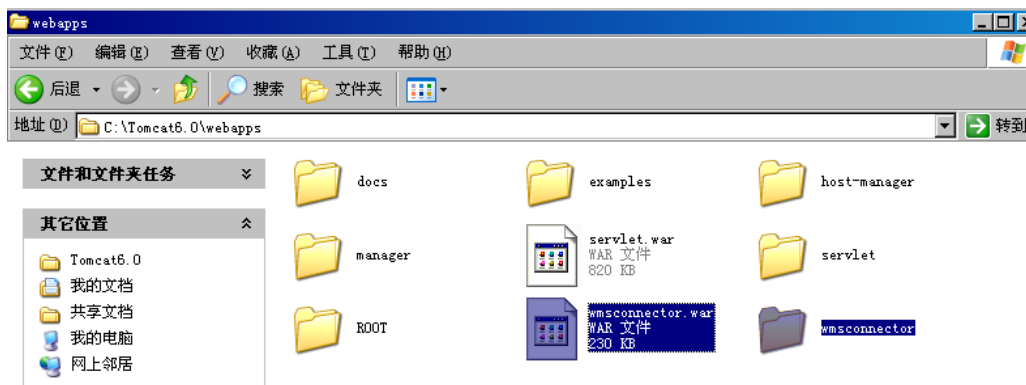 webapps
文件(F) 编辑(E) 查看(V) 收藏(A) 工具(T) 帮助(H)
后退 搜索 文件夹
地址(D) C:\Tomcat6.0\webapps 转到
文件和文件夹任务
其它位置
Tomcat6.0
我的文档
共享文档
我的电脑
网上邻居
docs
examples
host-manager
manager
servlet.war
WAR 文件
820 KB
servlet
ROOT
wmsconnector.war
WAR 文件
230 KB
wmsconnector